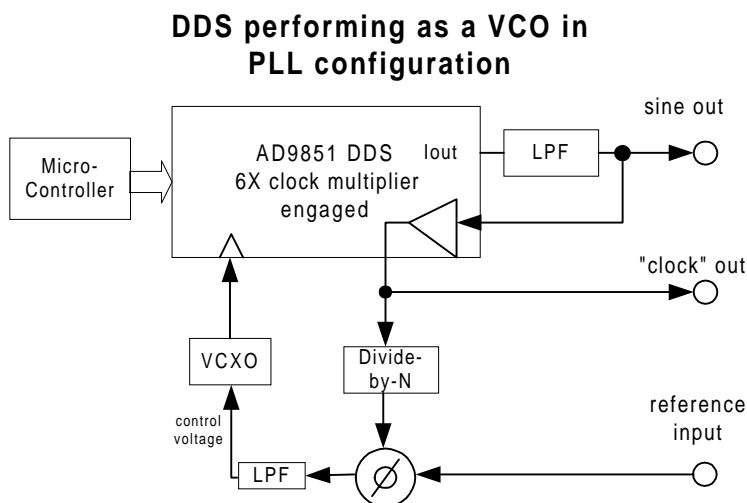 DDS performing as a VCO in
PLL configuration
sine out
Micro-
Controller
AD9851 DDS
6X clock multiplier
engaged
Iout
LPF
"clock" out
VCXO
Divide-
by-N
control
voltage
LPF
reference
input